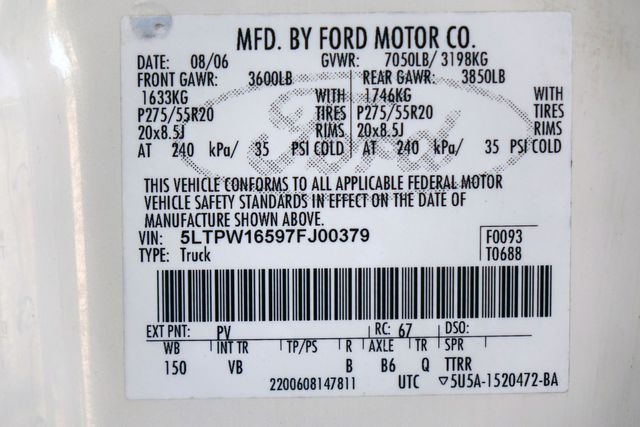 MFD. BY FORD MOTOR CO.
DATE: 08/06 GVWR: 7050LB/ 3198KG
FRONT GAWR: 3600LB REAR GAWR: 3850LB
1633KG WITH 1746KG WITH
P275/55R20 TIRES P275/55R20 TIRES
20x8.5J RIMS 20x8.5J RIMS
AT 240 kPa/ 35 PSI COLD AT 240 kPa/ 35 PSI COLD
Ford
THIS VEHICLE CONFORMS TO ALL APPLICABLE FEDERAL MOTOR
VEHICLE SAFETY STANDARDS IN EFFECT ON THE DATE OF
MANUFACTURE SHOWN ABOVE.
VIN: 5LTPW16597FJ00379 F0093
TYPE: Truck T0688
EXT PNT: PV RC: 67 DSO:
WB INT TR TP/PS R AXLE TR SPR
150 VB B B6 Q TTRR
2200608147811 UTC ▽5U5A-1520472-BA